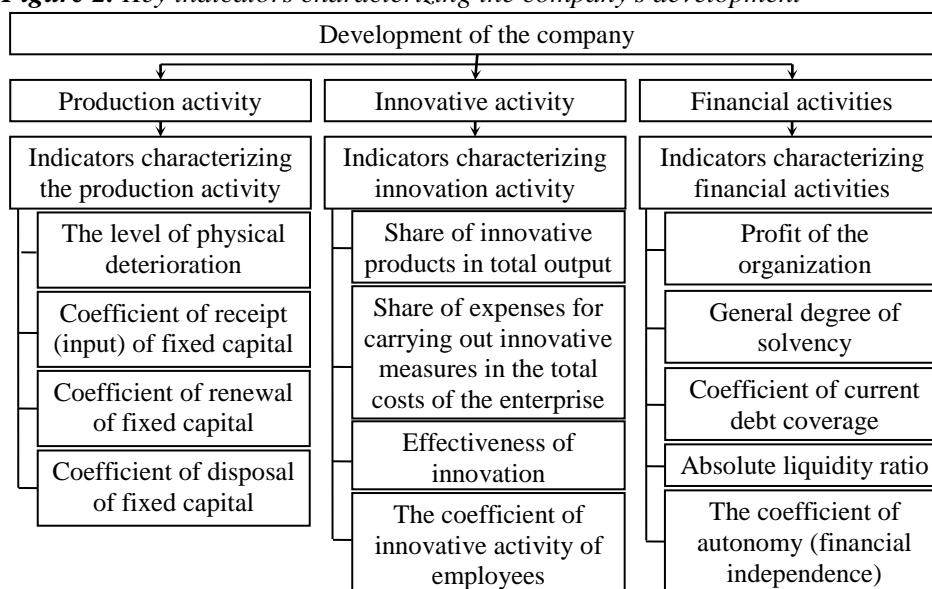 Figure 2. Key indicators characterizing the company's development
Development of the company
Production activity
Innovative activity
Financial activities
Indicators characterizing
the production activity
Indicators characterizing
innovation activity
Indicators characterizing
financial activities
The level of physical
deterioration
Coefficient of receipt
(input) of fixed capital
Coefficient of renewal
of fixed capital
Coefficient of disposal
of fixed capital
Share of innovative
products in total output
Share of expenses for
carrying out innovative
measures in the total
costs of the enterprise
Effectiveness of
innovation
The coefficient of
innovative activity of
employees
Profit of the
organization
General degree of
solvency
Coefficient of current
debt coverage
Absolute liquidity ratio
The coefficient of
autonomy (financial
independence)